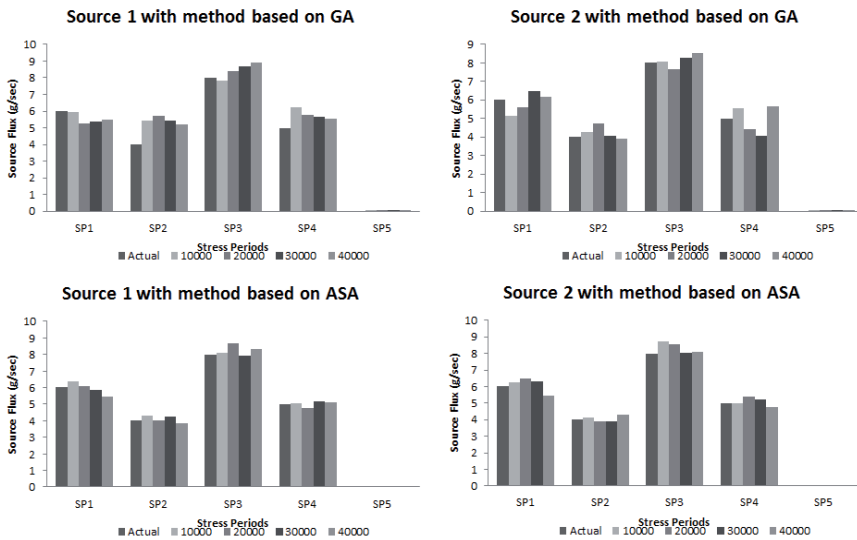 Source 1 with method based on GA
Source Flux (g/sec)
10
9
8
7
6
5
4
3
2
1
0
SP1 SP2 SP3 SP4 SP5
Stress Periods
Actual 10000 20000 30000 40000
Source 2 with method based on GA
Source Flux (g/sec)
9
8
7
6
5
4
3
2
1
0
SP1 SP2 SP3 SP4 SP5
Stress Periods
Actual 10000 20000 30000 40000
Source 1 with method based on ASA
Source Flux (g/sec)
10
9
8
7
6
5
4
3
2
1
0
SP1 SP2 SP3 SP4 SP5
Stress Periods
Actual 10000 20000 30000 40000
Source 2 with method based on ASA
Source Flux (g/sec)
10
9
8
7
6
5
4
3
2
1
0
SP1 SP2 SP3 SP4 SP5
Stress Periods
Actual 10000 20000 30000 40000